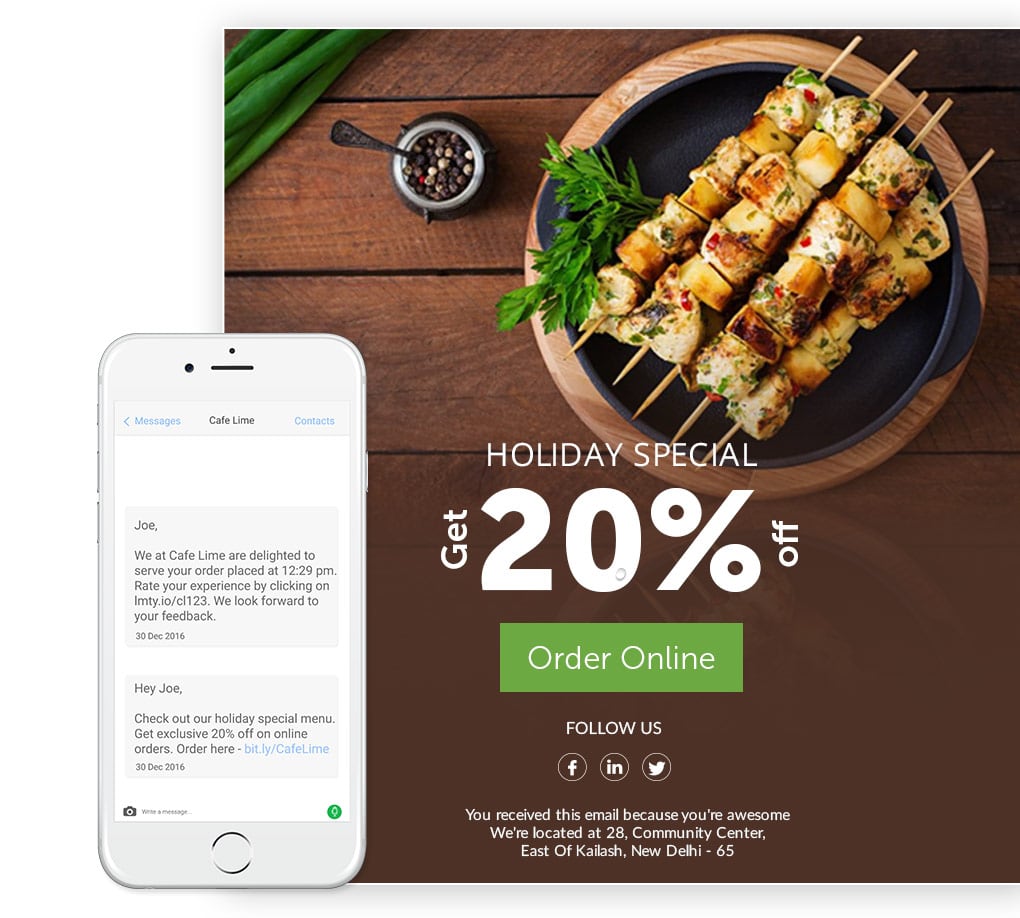 Messages Cafe Lime Contacts
Joe,
We at Cafe Lime are delighted to
serve your order placed at 12:29 pm.
Rate your experience by clicking on
lmty.io/cl123. We look forward to
your feedback.
30 Dec 2016
Hey Joe,
Check out our holiday special menu.
Get exclusive 20% off on online
orders. Order here - bit.ly/CafeLime
30 Dec 2016
Write a message...
HOLIDAY SPECIAL
Get 20% off
Order Online
FOLLOW US
f in
You received this email because you're awesome
We're located at 28, Community Center,
East Of Kailash, New Delhi - 65